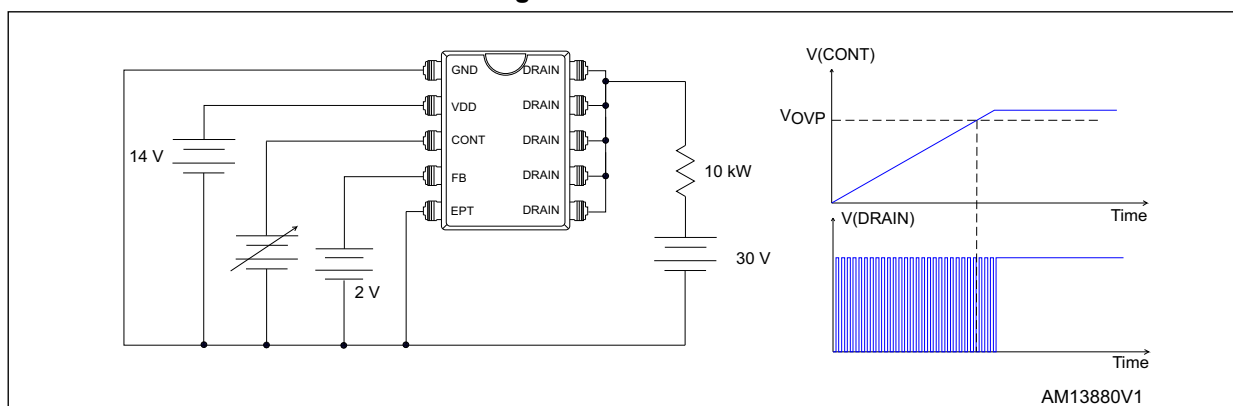 GND DRAIN
VDD DRAIN
CONT DRAIN
FB DRAIN
EPT DRAIN
14 V
2 V
10 kW
30 V
V(CONT)
VOVP
Time
V(DRAIN)
Time
AM13880V1